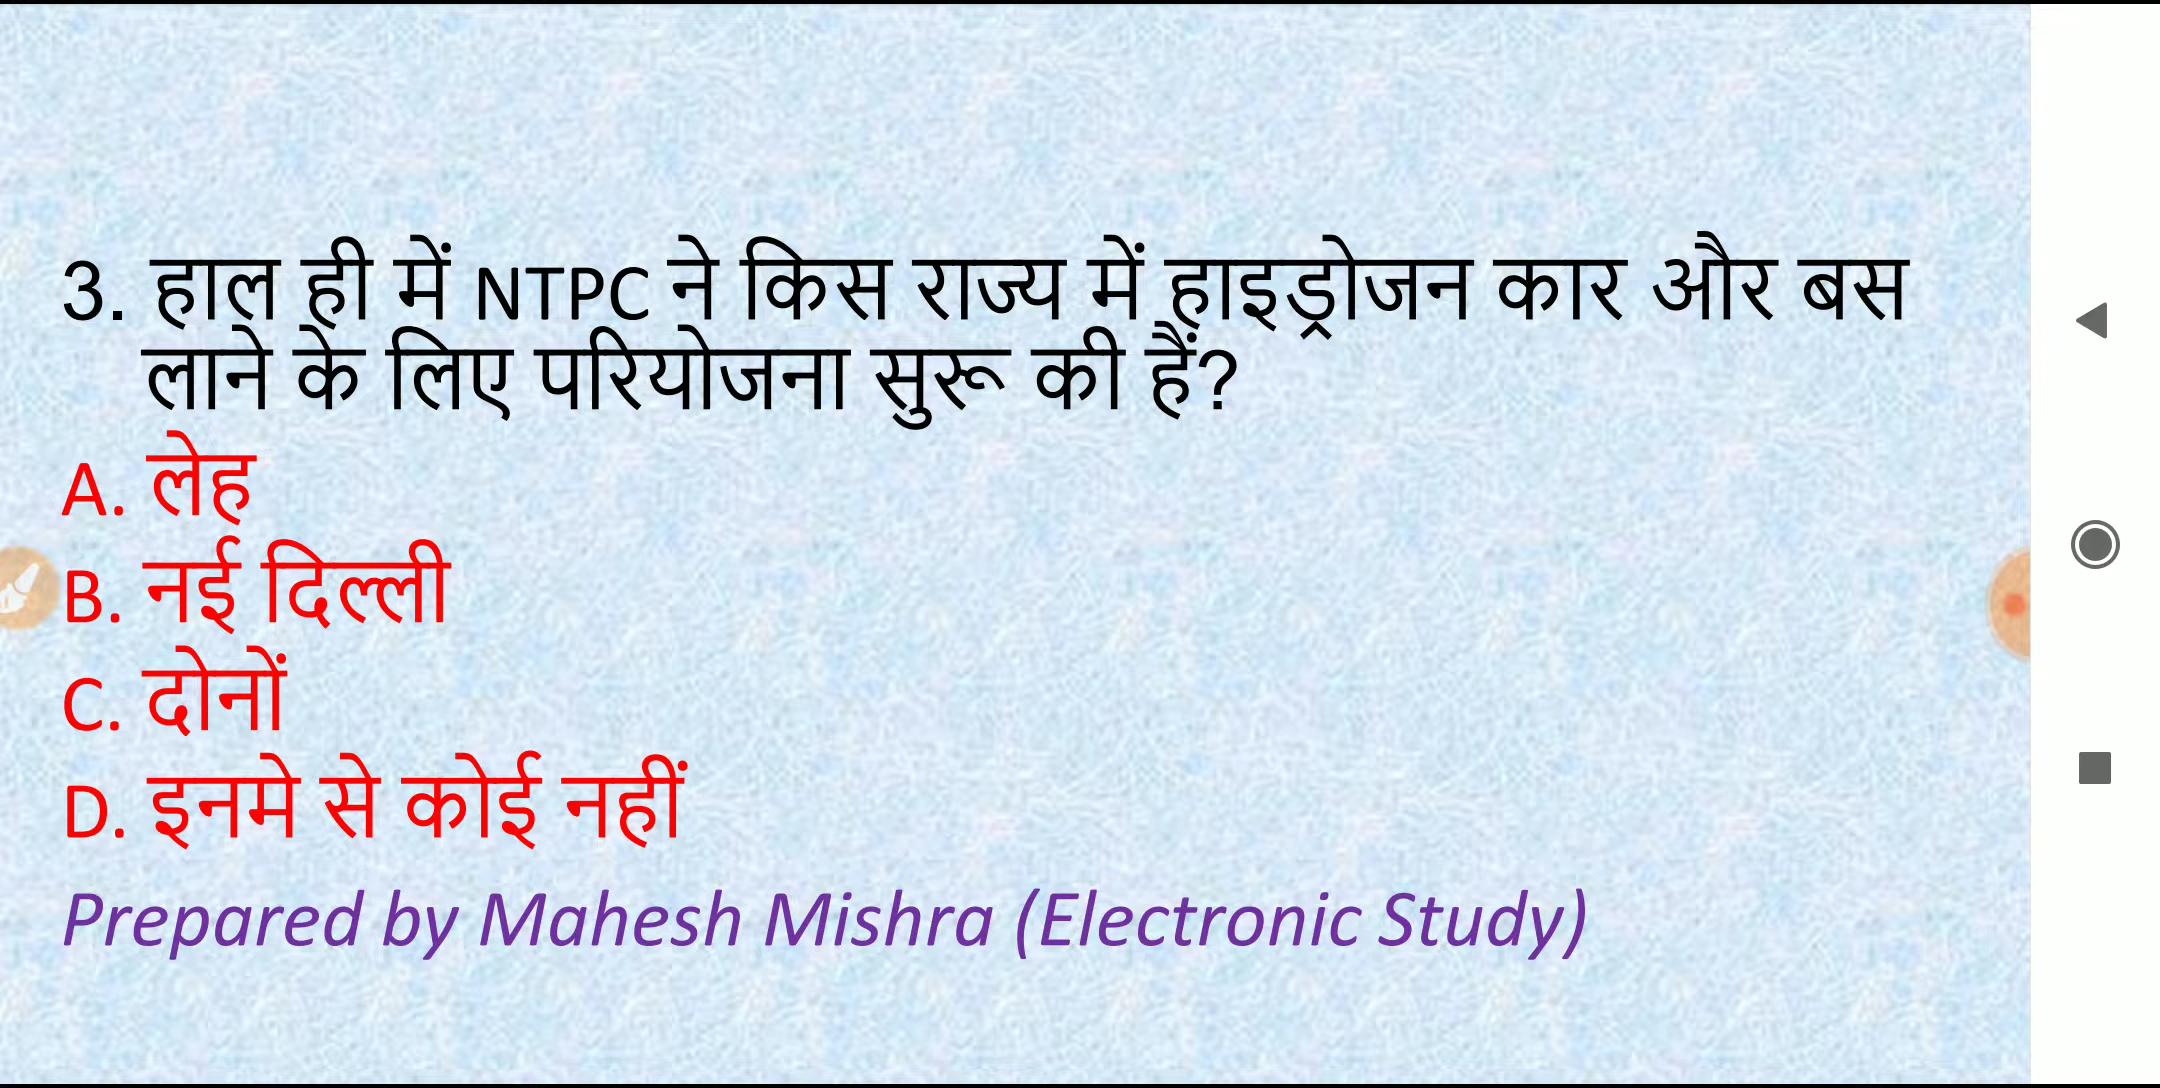 3. हाल ही में NTPC ने किस राज्य में हाइड्रोजन कार और बस
लाने के लिए परियोजना सुरू की हैं?
A. लेह
B. नई दिल्ली
C. दोनों
D. इनमे से कोई नहीं
Prepared by Mahesh Mishra (Electronic Study)